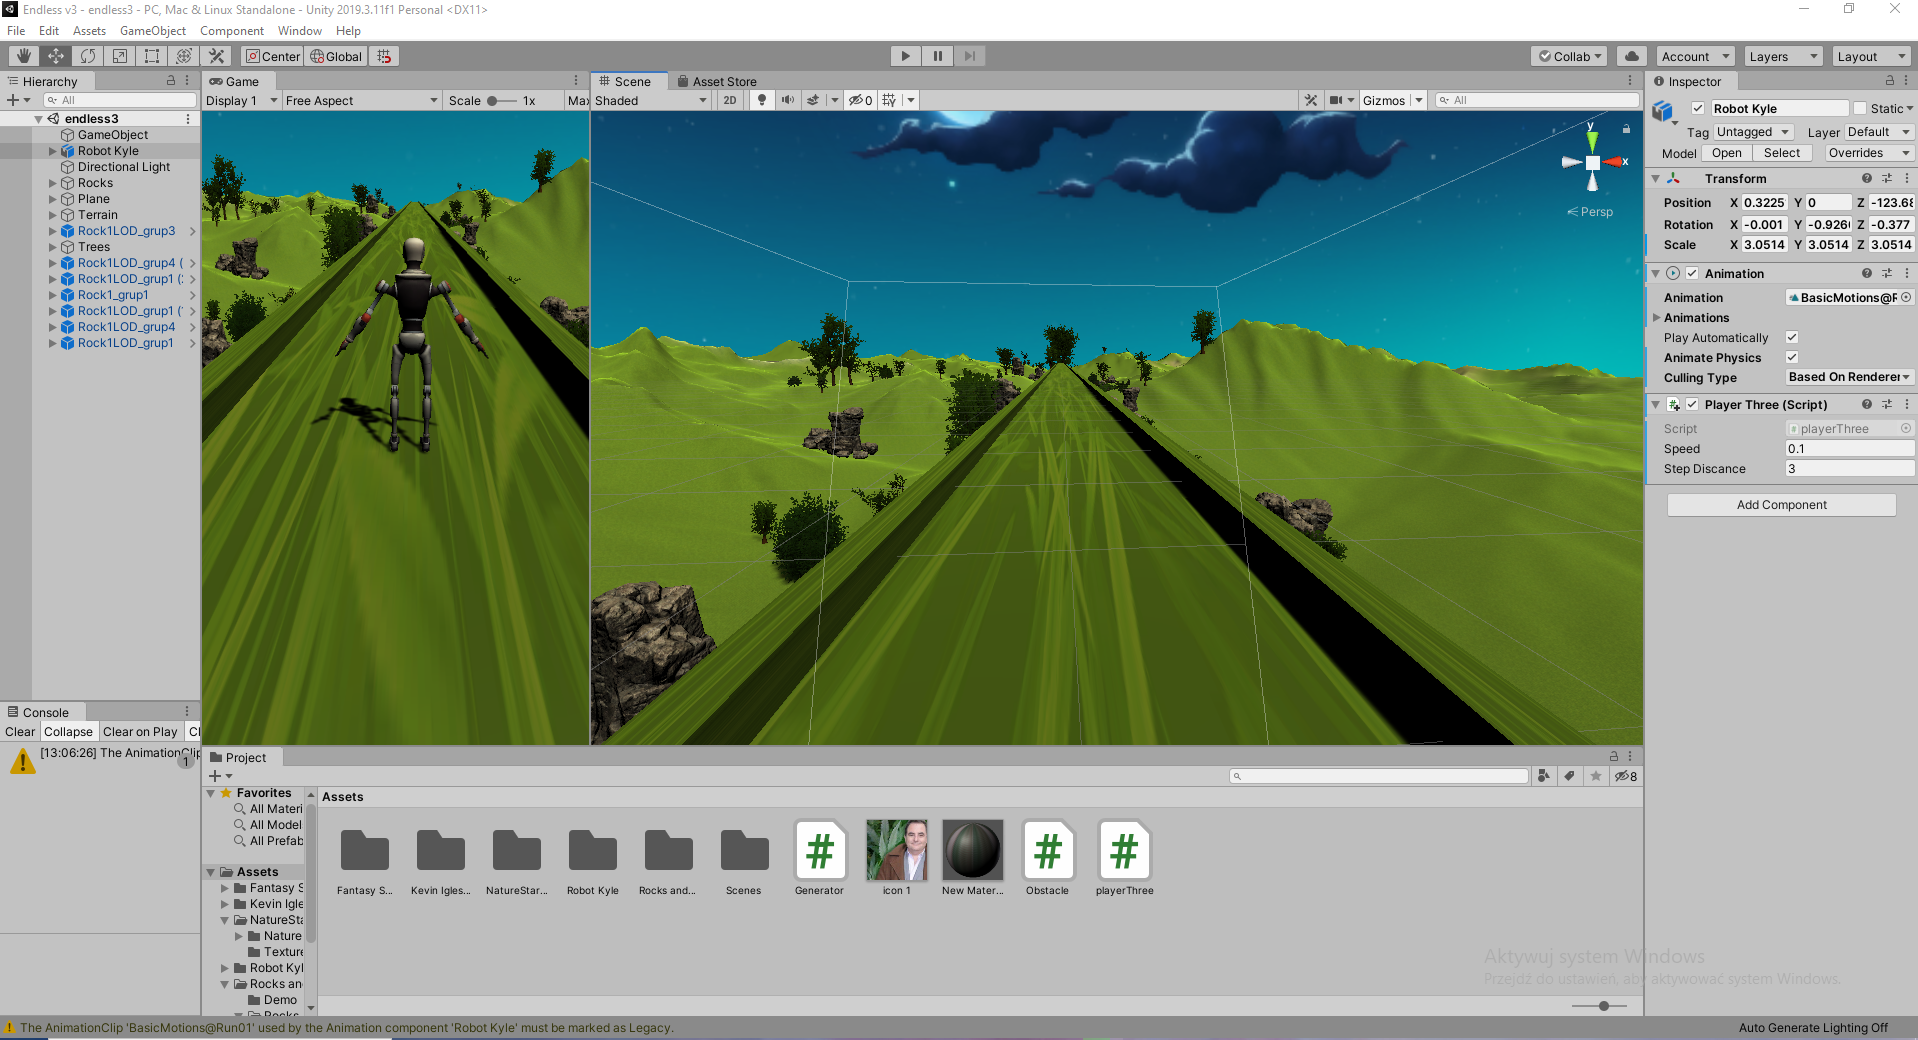 Endless v3 - endless3 - PC, Mac & Linux Standalone - Unity 2019.3.11f1 Personal <DX11>
File Edit Assets GameObject Component Window Help
Center Global
Collab Account Layers Layout
Hierarchy
All
endless3
GameObject
Robot Kyle
Directional Light
Rocks
Plane
Terrain
Rock1LOD_grup3
Trees
Rock1LOD_grup4 (
Rock1LOD_grup1 (
Rock1_grup1
Rock1LOD_grup1 (
Rock1LOD_grup4
Rock1LOD_grup1
Game
Display 1 Free Aspect Scale 1x Max
Scene Asset Store
Shaded 2D 0 Gizmos All
y
x
Persp
Inspector
Robot Kyle Static
Tag Untagged Layer Default
Model Open Select Overrides
Transform
Position X 0.3225 Y 0 Z -123.68
Rotation X -0.001 Y -0.926 Z -0.377
Scale X 3.0514 Y 3.0514 Z 3.0514
Animation
Animation BasicMotions@R
Animations
Play Automatically
Animate Physics
Culling Type Based On Renderer
Player Three (Script)
Script playerThree
Speed 0.1
Step Distance 3
Add Component
Console
Clear Collapse Clear on Play
[13:06:26] The AnimationClip
1
Project
8
Favorites
All Materi
All Model
All Prefab
Assets
Fantasy S
Kevin Igle
NatureSta
Nature
Texture
Robot Kyl
Rocks an
Demo
Rocks
Assets
Fantasy S... Kevin Igles... NatureStar... Robot Kyle Rocks and... Scenes Generator icon 1 New Mater... Obstacle playerThree
Aktywuj system Windows
Przejdź do ustawień, aby aktywować system Windows.
The AnimationClip 'BasicMotions@Run01' used by the Animation component 'Robot Kyle' must be marked as Legacy.
Auto Generate Lighting Off